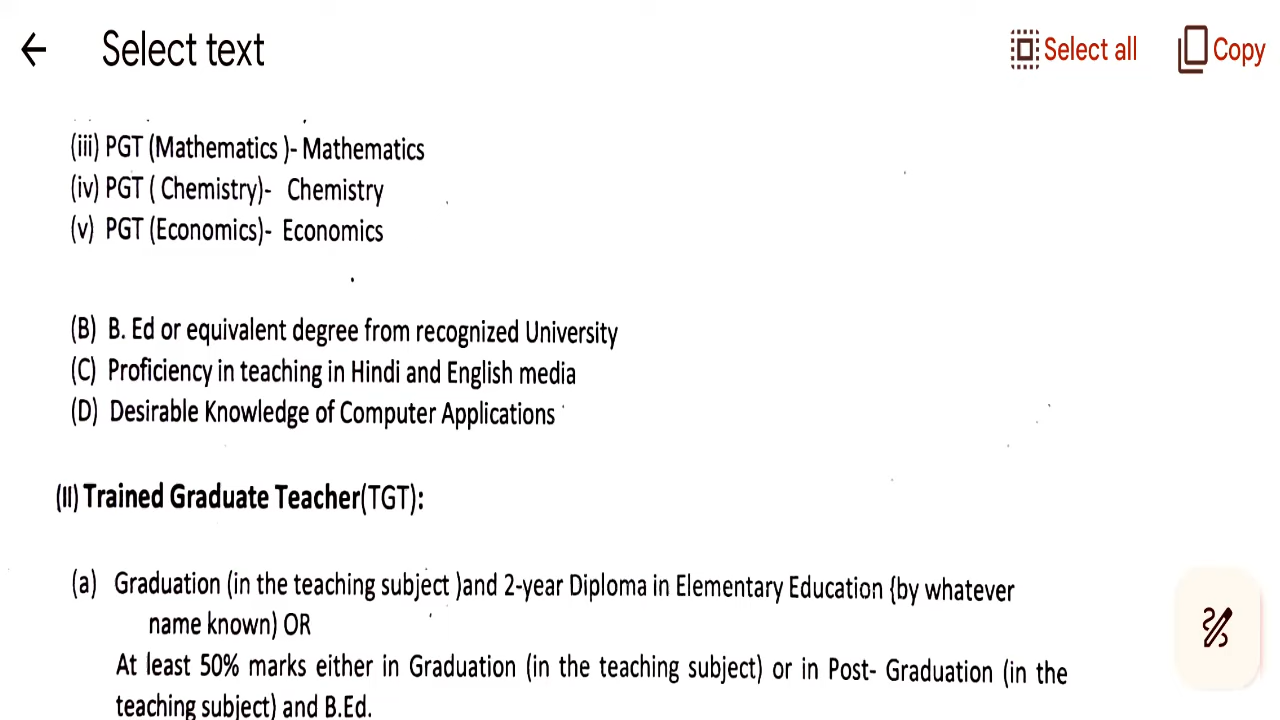 Select text
Select all
Copy
(iii) PGT (Mathematics )- Mathematics
(iv) PGT ( Chemistry)- Chemistry
(v) PGT (Economics)- Economics
(B) B. Ed or equivalent degree from recognized University
(C) Proficiency in teaching in Hindi and English media
(D) Desirable Knowledge of Computer Applications
(II) Trained Graduate Teacher(TGT):
(a) Graduation (in the teaching subject )and 2-year Diploma in Elementary Education {by whatever
name known) OR
At least 50% marks either in Graduation (in the teaching subject) or in Post- Graduation (in the
teaching subject) and B.Ed.